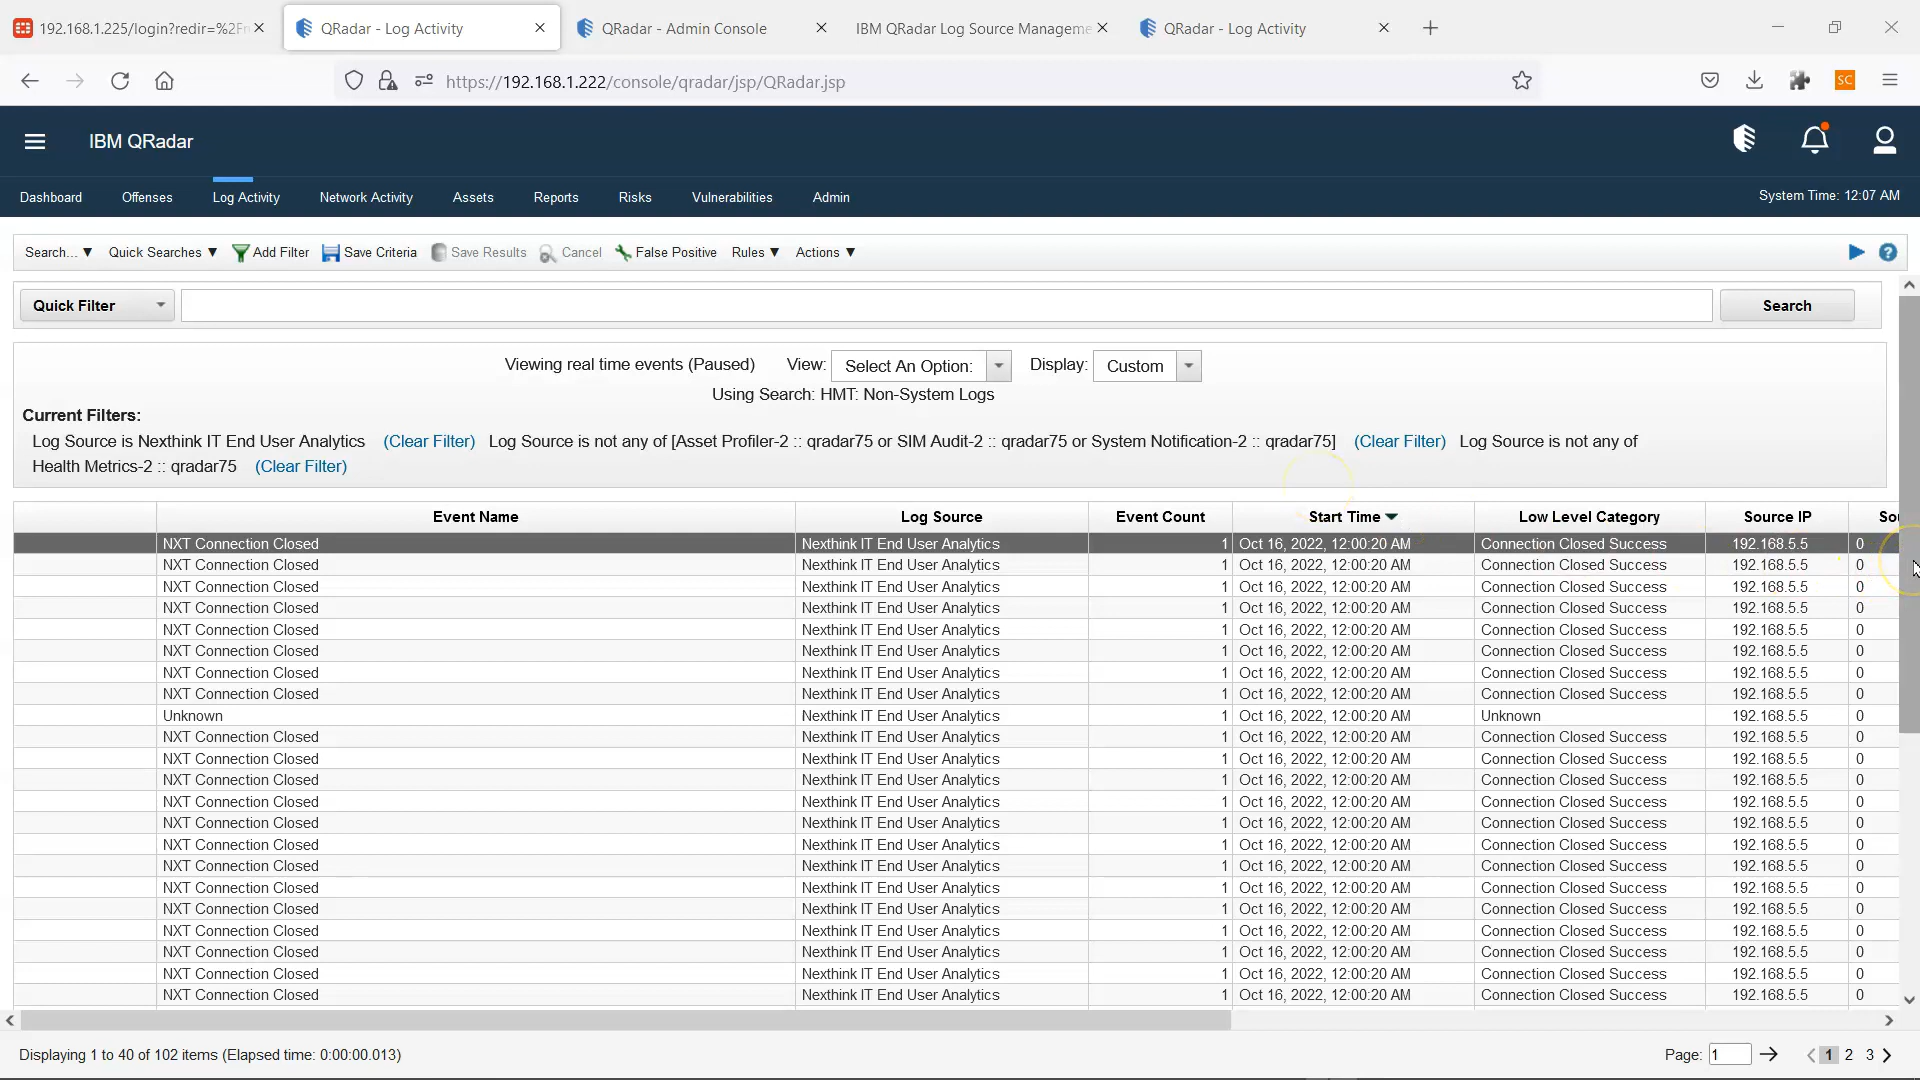 192.168.1.225/login?redir=%2Fn
QRadar - Log Activity
QRadar - Admin Console
IBM QRadar Log Source Manageme
QRadar - Log Activity
https://192.168.1.222/console/qradar/jsp/QRadar.jsp
SC
IBM QRadar
Dashboard Offenses Log Activity Network Activity Assets Reports Risks Vulnerabilities Admin System Time: 12:07 AM
Search... ▼ Quick Searches ▼ Add Filter Save Criteria Save Results Cancel False Positive Rules ▼ Actions ▼
Quick Filter Search
Viewing real time events (Paused) View: Select An Option: Display: Custom
Using Search: HMT: Non-System Logs
Current Filters:
Log Source is Nexthink IT End User Analytics (Clear Filter) Log Source is not any of [Asset Profiler-2 :: qradar75 or SIM Audit-2 :: qradar75 or System Notification-2 :: qradar75] (Clear Filter) Log Source is not any of
Health Metrics-2 :: qradar75 (Clear Filter)
Event Name Log Source Event Count Start Time Low Level Category Source IP Sou
NXT Connection Closed Nexthink IT End User Analytics 1 Oct 16, 2022, 12:00:20 AM Connection Closed Success 192.168.5.5 0
NXT Connection Closed Nexthink IT End User Analytics 1 Oct 16, 2022, 12:00:20 AM Connection Closed Success 192.168.5.5 0
NXT Connection Closed Nexthink IT End User Analytics 1 Oct 16, 2022, 12:00:20 AM Connection Closed Success 192.168.5.5 0
NXT Connection Closed Nexthink IT End User Analytics 1 Oct 16, 2022, 12:00:20 AM Connection Closed Success 192.168.5.5 0
NXT Connection Closed Nexthink IT End User Analytics 1 Oct 16, 2022, 12:00:20 AM Connection Closed Success 192.168.5.5 0
NXT Connection Closed Nexthink IT End User Analytics 1 Oct 16, 2022, 12:00:20 AM Connection Closed Success 192.168.5.5 0
NXT Connection Closed Nexthink IT End User Analytics 1 Oct 16, 2022, 12:00:20 AM Connection Closed Success 192.168.5.5 0
NXT Connection Closed Nexthink IT End User Analytics 1 Oct 16, 2022, 12:00:20 AM Connection Closed Success 192.168.5.5 0
Unknown Nexthink IT End User Analytics 1 Oct 16, 2022, 12:00:20 AM Unknown 192.168.5.5 0
NXT Connection Closed Nexthink IT End User Analytics 1 Oct 16, 2022, 12:00:20 AM Connection Closed Success 192.168.5.5 0
NXT Connection Closed Nexthink IT End User Analytics 1 Oct 16, 2022, 12:00:20 AM Connection Closed Success 192.168.5.5 0
NXT Connection Closed Nexthink IT End User Analytics 1 Oct 16, 2022, 12:00:20 AM Connection Closed Success 192.168.5.5 0
NXT Connection Closed Nexthink IT End User Analytics 1 Oct 16, 2022, 12:00:20 AM Connection Closed Success 192.168.5.5 0
NXT Connection Closed Nexthink IT End User Analytics 1 Oct 16, 2022, 12:00:20 AM Connection Closed Success 192.168.5.5 0
NXT Connection Closed Nexthink IT End User Analytics 1 Oct 16, 2022, 12:00:20 AM Connection Closed Success 192.168.5.5 0
NXT Connection Closed Nexthink IT End User Analytics 1 Oct 16, 2022, 12:00:20 AM Connection Closed Success 192.168.5.5 0
NXT Connection Closed Nexthink IT End User Analytics 1 Oct 16, 2022, 12:00:20 AM Connection Closed Success 192.168.5.5 0
NXT Connection Closed Nexthink IT End User Analytics 1 Oct 16, 2022, 12:00:20 AM Connection Closed Success 192.168.5.5 0
NXT Connection Closed Nexthink IT End User Analytics 1 Oct 16, 2022, 12:00:20 AM Connection Closed Success 192.168.5.5 0
NXT Connection Closed Nexthink IT End User Analytics 1 Oct 16, 2022, 12:00:20 AM Connection Closed Success 192.168.5.5 0
NXT Connection Closed Nexthink IT End User Analytics 1 Oct 16, 2022, 12:00:20 AM Connection Closed Success 192.168.5.5 0
NXT Connection Closed Nexthink IT End User Analytics 1 Oct 16, 2022, 12:00:20 AM Connection Closed Success 192.168.5.5 0
Displaying 1 to 40 of 102 items (Elapsed time: 0:00:00.013) Page: 1 1 2 3